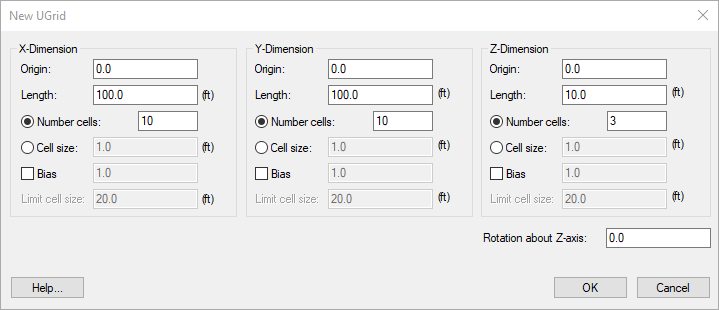 New UGrid
X-Dimension
Origin: 0.0
Length: 100.0 (ft)
Number cells: 10
Cell size: 1.0 (ft)
Bias 1.0
Limit cell size: 20.0 (ft)
Y-Dimension
Origin: 0.0
Length: 100.0 (ft)
Number cells: 10
Cell size: 1.0 (ft)
Bias 1.0
Limit cell size: 20.0 (ft)
Z-Dimension
Origin: 0.0
Length: 10.0 (ft)
Number cells: 3
Cell size: 1.0 (ft)
Bias 1.0
Limit cell size: 20.0 (ft)
Rotation about Z-axis: 0.0
Help... OK Cancel